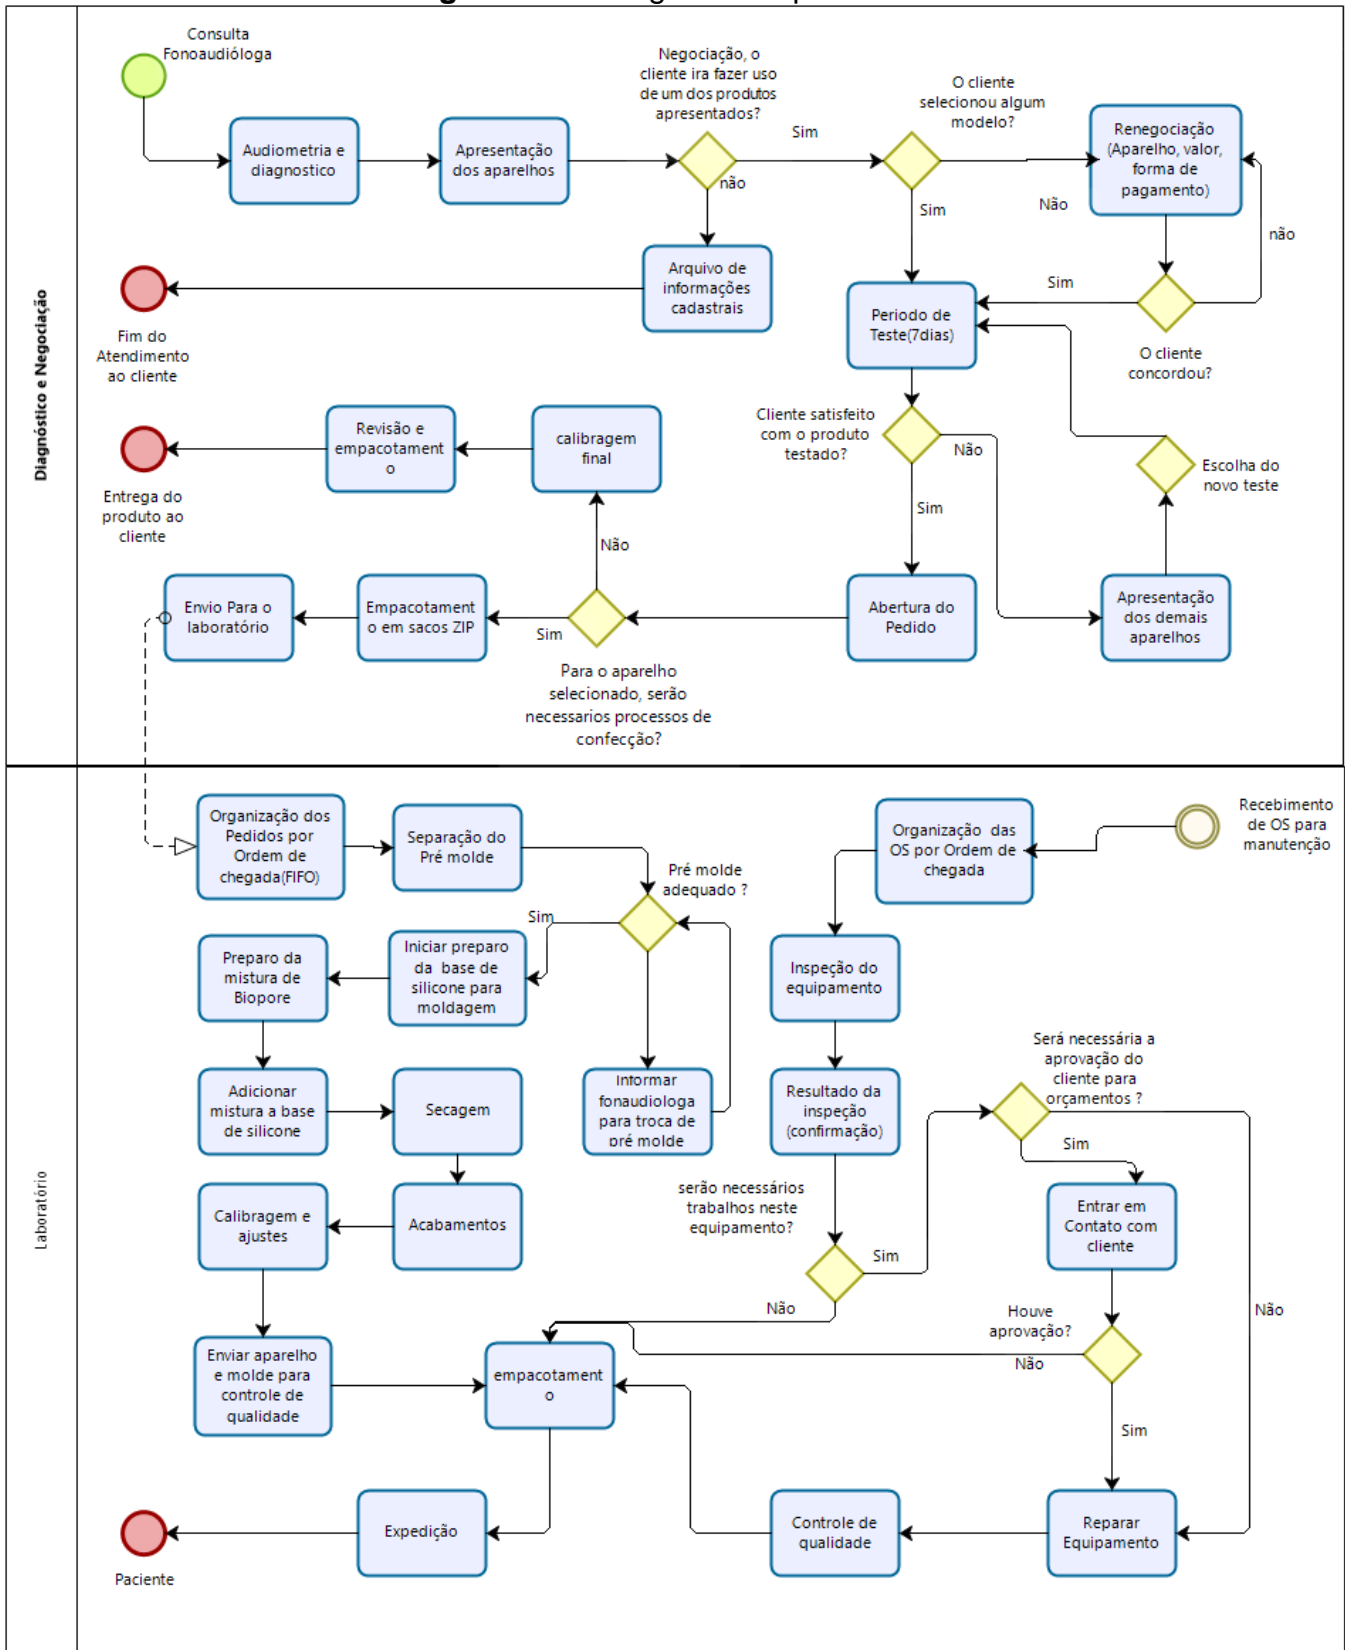 Diagnóstico e Negociação
Consulta
Fonoaudióloga
Audiometria e
diagnostico
Apresentação
dos aparelhos
Negociação, o
cliente ira fazer uso
de um dos produtos
apresentados?
Sim
não
O cliente
selecionou algum
modelo?
Não
Sim
Renegociação
(Aparelho, valor,
forma de
pagamento)
não
Sim
O cliente
concordou?
Arquivo de
informações
cadastrais
Fim do
Atendimento
ao cliente
Periodo de
Teste(7dias)
Cliente satisfeito
com o produto
testado?
Não
Sim
Escolha do
novo teste
Apresentação
dos demais
aparelhos
Abertura do
Pedido
Revisão e
empacotament
o
calibragem
final
Entrega do
produto ao
cliente
Não
Sim
Para o aparelho
selecionado, serão
necessarios processos de
confecção?
Empacotament
o em sacos ZIP
Envio Para o
laboratório
Laboratório
Organização dos
Pedidos por
Ordem de
chegada(FIFO)
Separação do
Pré molde
Pré molde
adequado ?
Sim
Iniciar preparo
da base de
silicone para
moldagem
Preparo da
mistura de
Biopore
Informar
fonaudiologa
para troca de
pré molde
Adicionar
mistura a base
de silicone
Secagem
Acabamentos
Calibragem e
ajustes
Enviar aparelho
e molde para
controle de
qualidade
empacotament
o
Expedição
Paciente
Recebimento
de OS para
manutenção
Organização das
OS por Ordem de
chegada
Inspeção do
equipamento
Resultado da
inspeção
(confirmação)
serão necessários
trabalhos neste
equipamento?
Sim
Não
Será necessária a
aprovação do
cliente para
orçamentos ?
Sim
Não
Entrar em
Contato com
cliente
Houve
aprovação?
Não
Sim
Reparar
Equipamento
Controle de
qualidade